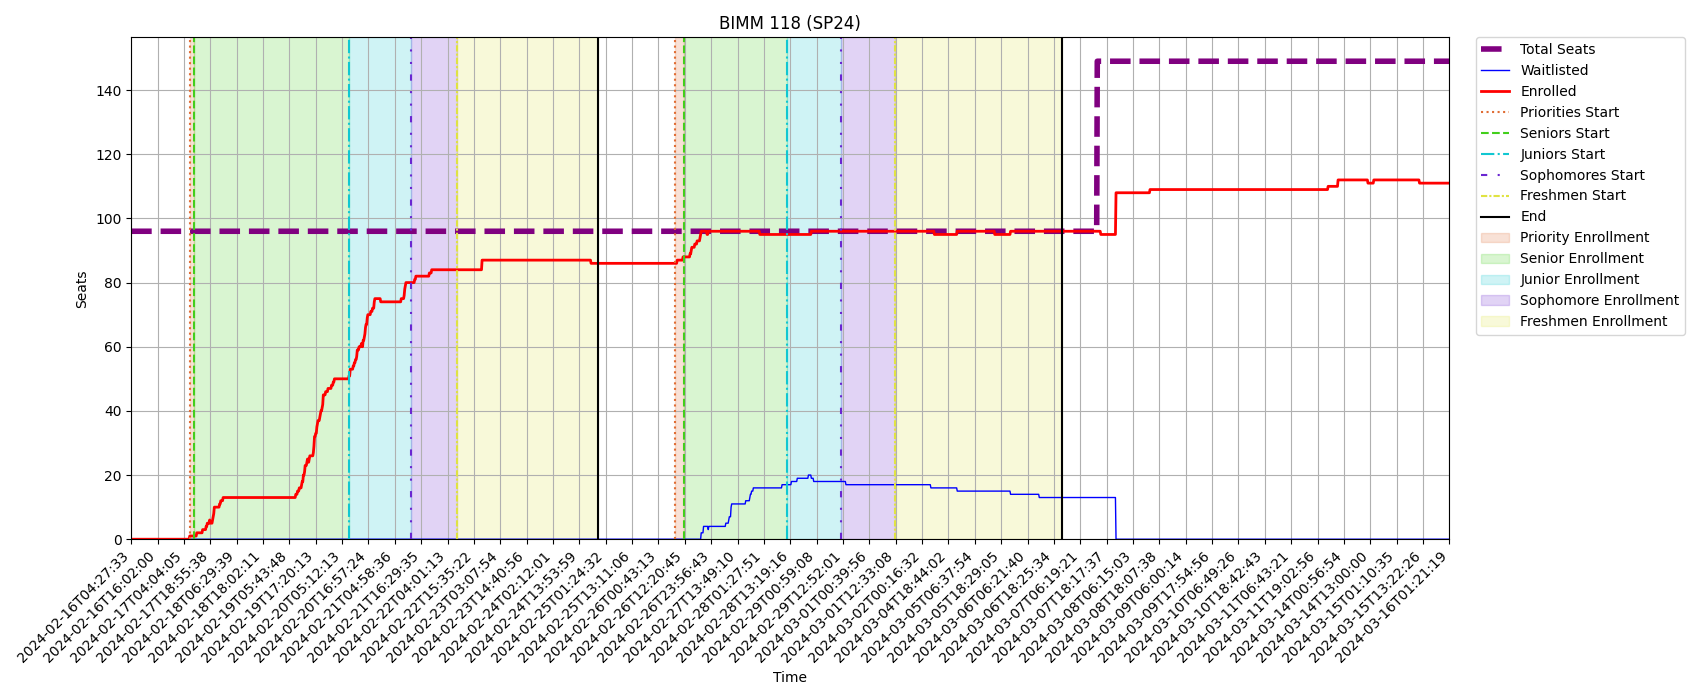 BIMM 118 (SP24)
Seats
140
120
100
80
60
40
20
0
2024-02-16T04:27:33
2024-02-16T16:02:00
2024-02-17T04:04:05
2024-02-17T18:55:38
2024-02-18T06:29:39
2024-02-18T18:02:11
2024-02-19T05:43:48
2024-02-19T17:20:13
2024-02-20T05:12:13
2024-02-20T16:57:24
2024-02-21T04:58:36
2024-02-21T16:29:35
2024-02-22T04:01:13
2024-02-22T15:35:22
2024-02-23T03:07:54
2024-02-23T14:40:56
2024-02-24T02:12:01
2024-02-24T13:53:59
2024-02-25T01:24:32
2024-02-25T13:11:06
2024-02-26T00:43:13
2024-02-26T12:20:45
2024-02-26T23:56:43
2024-02-27T13:49:10
2024-02-28T01:27:51
2024-02-28T13:19:16
2024-02-29T00:59:08
2024-02-29T12:52:01
2024-03-01T00:39:56
2024-03-01T12:33:08
2024-03-02T00:16:32
2024-03-04T18:44:02
2024-03-05T06:37:54
2024-03-05T18:29:05
2024-03-06T06:21:40
2024-03-06T18:25:34
2024-03-07T06:19:21
2024-03-07T18:17:37
2024-03-08T06:15:03
2024-03-08T18:07:38
2024-03-09T06:00:14
2024-03-09T17:54:56
2024-03-10T06:49:26
2024-03-10T18:42:43
2024-03-11T06:43:21
2024-03-11T19:02:56
2024-03-14T00:56:54
2024-03-14T13:00:00
2024-03-15T01:10:35
2024-03-15T13:22:26
2024-03-16T01:21:19
Time
Total Seats
Waitlisted
Enrolled
Priorities Start
Seniors Start
Juniors Start
Sophomores Start
Freshmen Start
End
Priority Enrollment
Senior Enrollment
Junior Enrollment
Sophomore Enrollment
Freshmen Enrollment